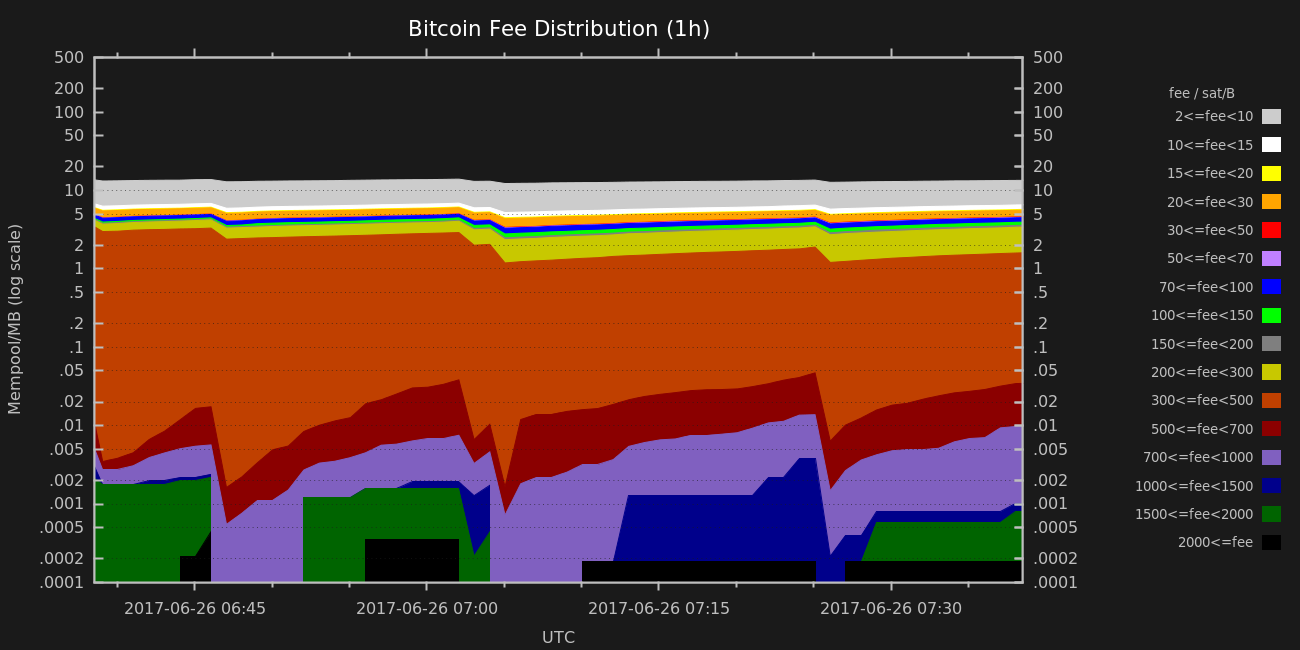 Bitcoin Fee Distribution (1h)
Mempool/MB (log scale)
500
200
100
50
20
10
5
2
1
.5
.2
.1
.05
.02
.01
.005
.002
.001
.0005
.0002
.0001
500
200
100
50
20
10
5
2
1
.5
.2
.1
.05
.02
.01
.005
.002
.001
.0005
.0002
.0001
2017-06-26 06:45
2017-06-26 07:00
2017-06-26 07:15
2017-06-26 07:30
UTC
fee / sat/B
2<=fee<10
10<=fee<15
15<=fee<20
20<=fee<30
30<=fee<50
50<=fee<70
70<=fee<100
100<=fee<150
150<=fee<200
200<=fee<300
300<=fee<500
500<=fee<700
700<=fee<1000
1000<=fee<1500
1500<=fee<2000
2000<=fee